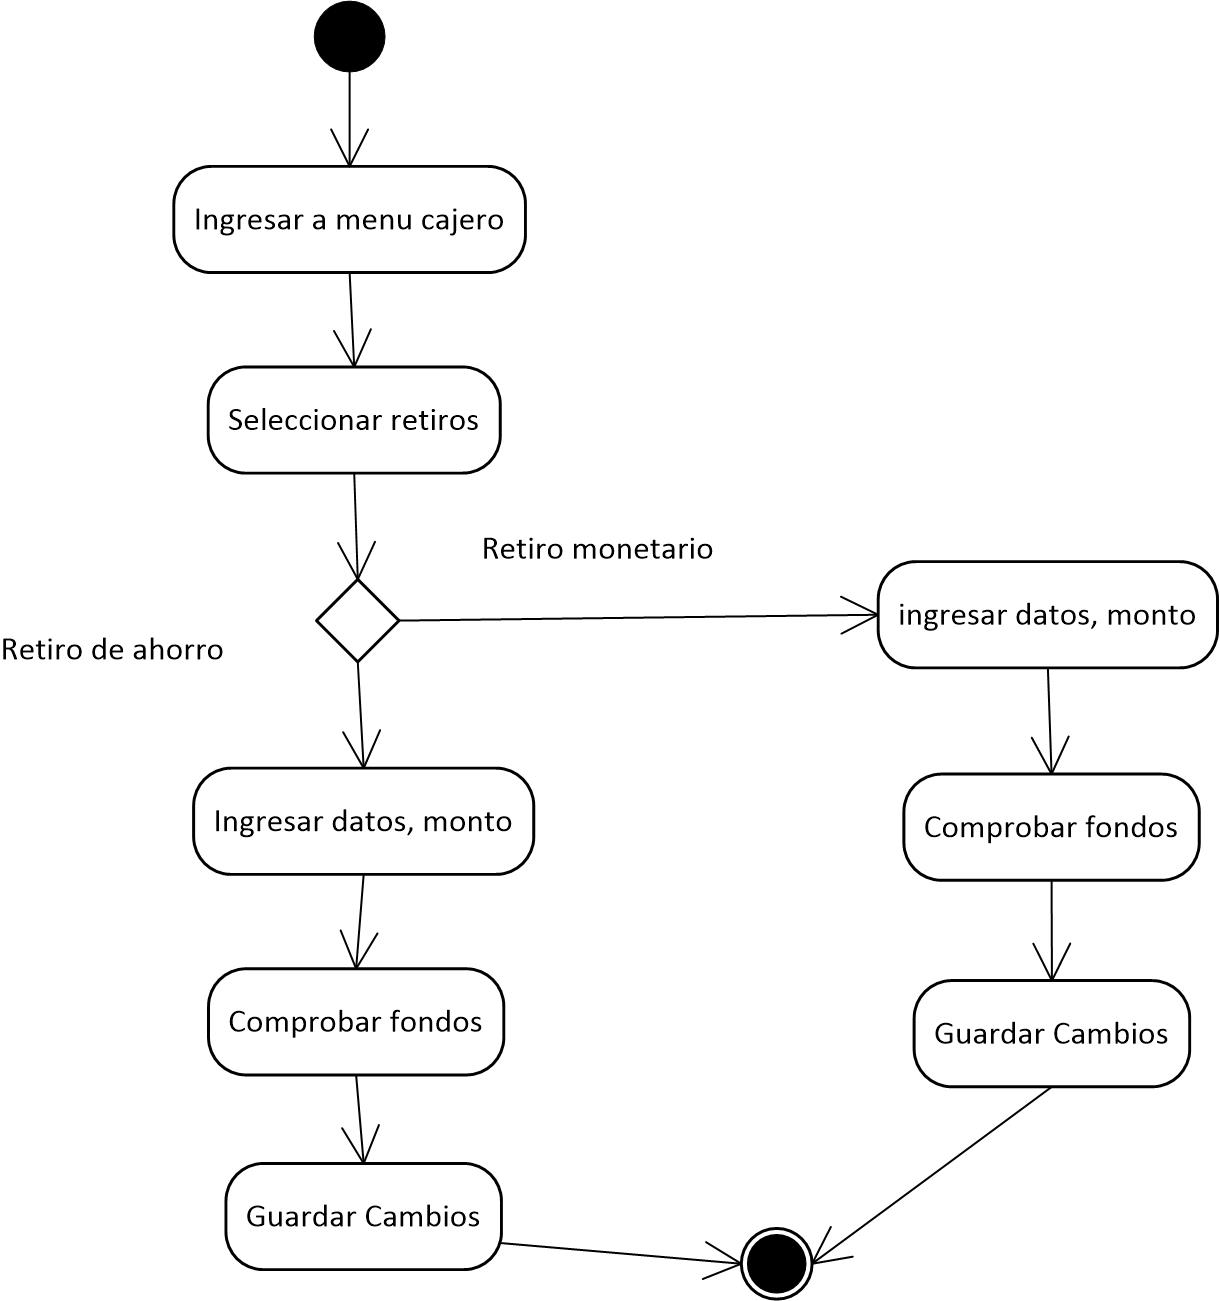 Ingresar a menu cajero
Seleccionar retiros
Retiro monetario
ingresar datos, monto
Retiro de ahorro
Ingresar datos, monto
Comprobar fondos
Comprobar fondos
Guardar Cambios
Guardar Cambios